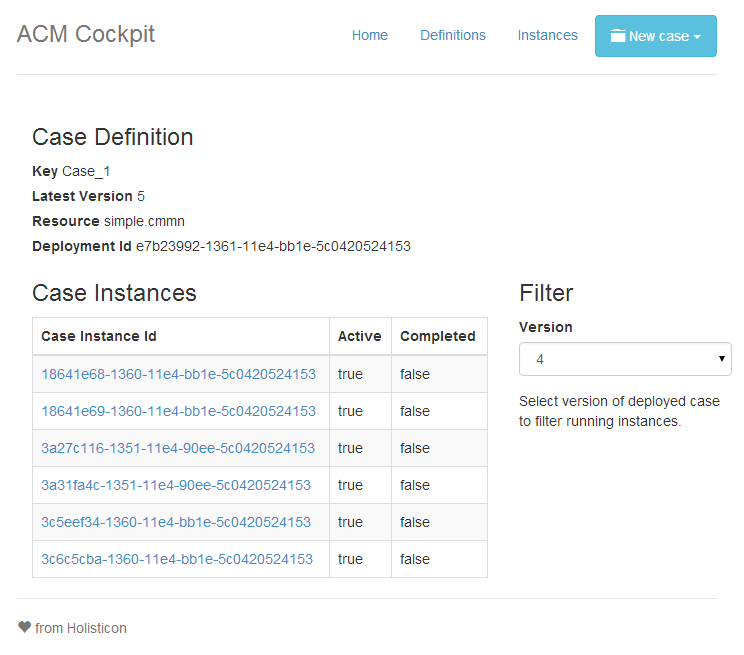 ACM Cockpit
Home Definitions Instances New case
Case Definition
Key Case_1
Latest Version 5
Resource simple.cmmn
Deployment Id e7b23992-1361-11e4-bb1e-5c0420524153
Case Instances
Case Instance Id Active Completed
18641e68-1360-11e4-bb1e-5c0420524153 true false
18641e69-1360-11e4-bb1e-5c0420524153 true false
3a27c116-1351-11e4-90ee-5c0420524153 true false
3a31fa4c-1351-11e4-90ee-5c0420524153 true false
3c5eef34-1360-11e4-bb1e-5c0420524153 true false
3c6c5cba-1360-11e4-bb1e-5c0420524153 true false
Filter
Version
4
Select version of deployed case
to filter running instances.
from Holisticon